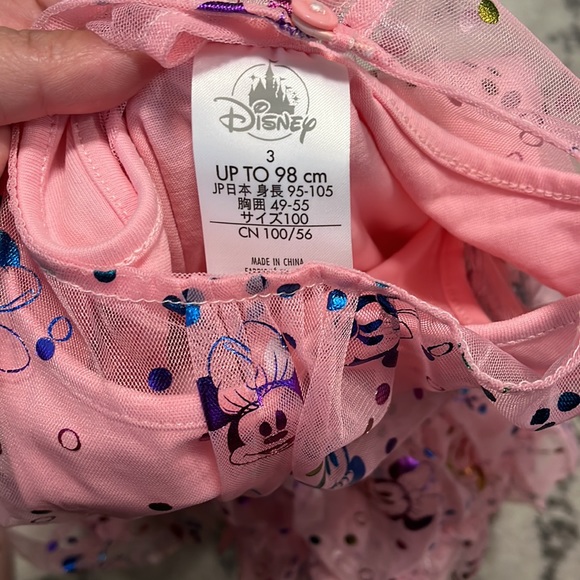 Disney
3
UP TO 98 cm
JP日本 身長 95-105
胸囲 49-55
サイズ100
CN 100/56
MADE IN CHINA